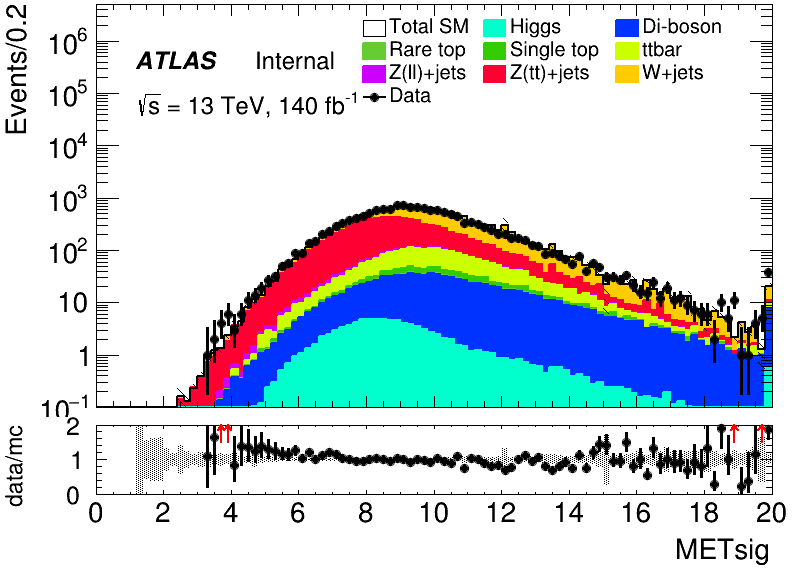 Events/0.2
10⁶
10⁵
10⁴
10³
10²
10
1
10⁻¹
ATLAS Internal
√s = 13 TeV, 140 fb⁻¹
Total SM Higgs Di-boson
Rare top Single top ttbar
Z(ll)+jets Z(tt)+jets W+jets
Data
data/mc
2
1
0
0 2 4 6 8 10 12 14 16 18 20
METsig